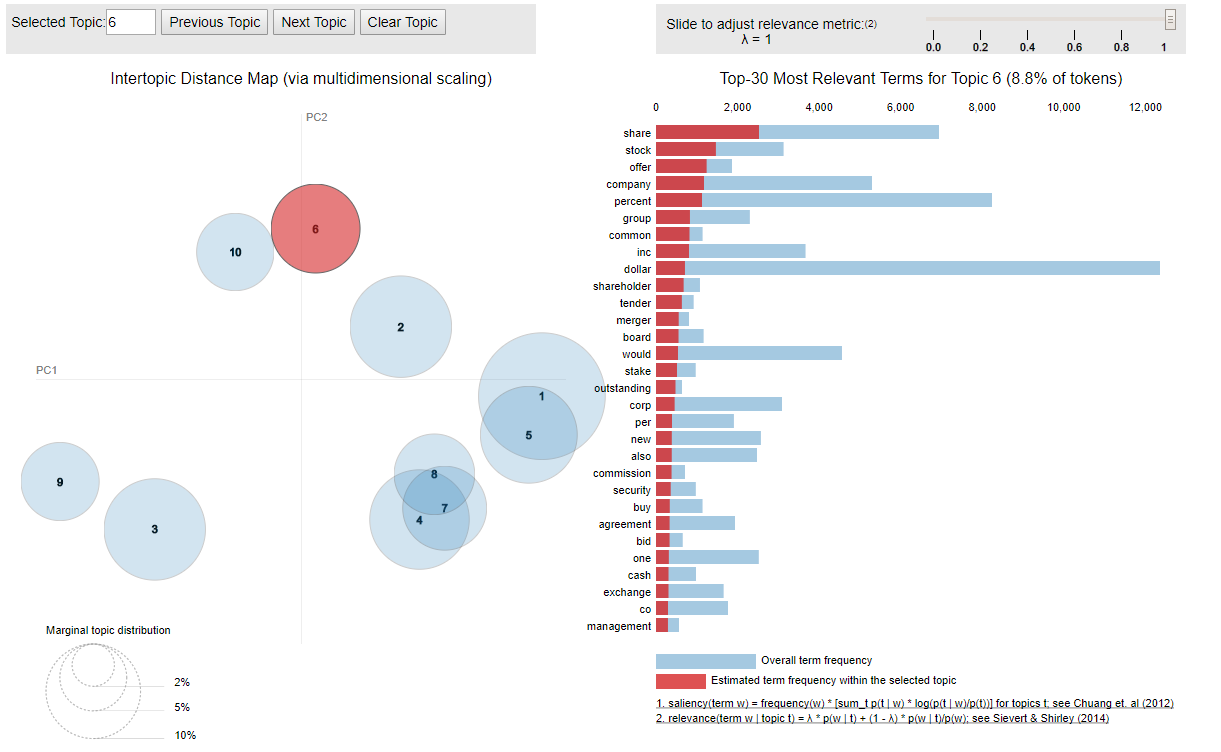 Selected Topic: 6 Previous Topic Next Topic Clear Topic
Slide to adjust relevance metric:(2)
λ = 1
0.0 0.2 0.4 0.6 0.8 1
Intertopic Distance Map (via multidimensional scaling)
PC2
PC1
6
10
2
1
5
8
7
4
9
3
Marginal topic distribution
2%
5%
10%
Top-30 Most Relevant Terms for Topic 6 (8.8% of tokens)
0 2,000 4,000 6,000 8,000 10,000 12,000
share
stock
offer
company
percent
group
common
inc
dollar
shareholder
tender
merger
board
would
stake
outstanding
corp
per
new
also
commission
security
buy
agreement
bid
one
cash
exchange
co
management
Overall term frequency
Estimated term frequency within the selected topic
1. saliency(term w) = frequency(w) * [sum_t p(t | w) * log(p(t | w)/p(t))] for topics t; see Chuang et. al (2012)
2. relevance(term w | topic t) = λ * p(w | t) + (1 - λ) * p(w | t)/p(w); see Sievert & Shirley (2014)